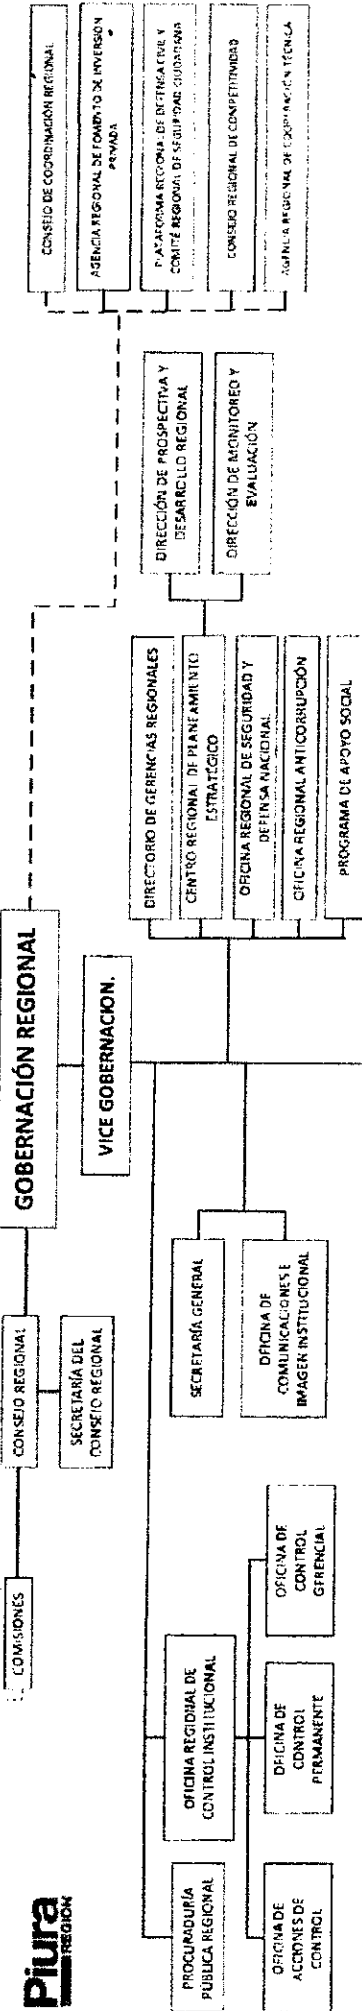 Piura
REGIÓN
COMISIONES
CONSEJO REGIONAL
SECRETARÍA DEL
CONSEJO REGIONAL
GOBERNACIÓN REGIONAL
VICE GOBERNACION.
CONSEJO DE COORDINACIÓN REGIONAL
AGENCIA REGIONAL DE FOMENTO DE INVERSIÓN
PRIVADA
PLATAFORMA REGIONAL DE DEFENSA CIVIL Y
COMITÉ REGIONAL DE SEGURIDAD CIUDADANA
CONSEJO REGIONAL DE COMPETITIVIDAD
AGENCIA REGIONAL DE COOPERACIÓN TÉCNICA
PROCURADURÍA
PÚBLICA REGIONAL
OFICINA REGIONAL DE
CONTROL INSTITUCIONAL
OFICINA DE
ACCIONES DE
CONTROL
OFICINA DE
CONTROL
PERMANENTE
OFICINA DE
CONTROL
GERENCIAL
SECRETARÍA GENERAL
OFICINA DE
COMUNICACIONES E
IMAGEN INSTITUCIONAL
DIRECTORIO DE GERENCIAS REGIONALES
CENTRO REGIONAL DE PLANEAMIENTO
ESTRATÉGICO
OFICINA REGIONAL DE SEGURIDAD Y
DEFENSA NACIONAL
OFICINA REGIONAL ANTICORRUPCIÓN
PROGRAMA DE APOYO SOCIAL
DIRECCIÓN DE PROSPECTIVA Y
DESARROLLO REGIONAL
DIRECCIÓN DE MONITOREO Y
EVALUACIÓN